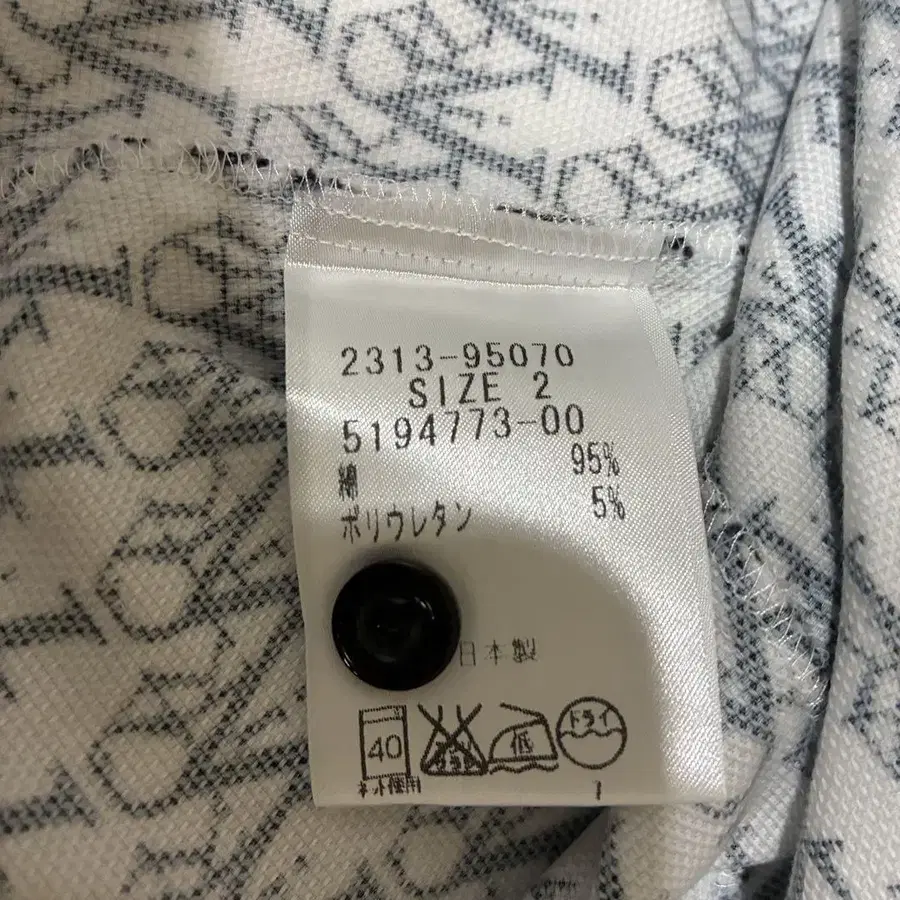 2313-95070
SIZE 2
5194773-00
綿 95%
ポリウレタン 5%
日本製
40 低 ドライ
ネット使用